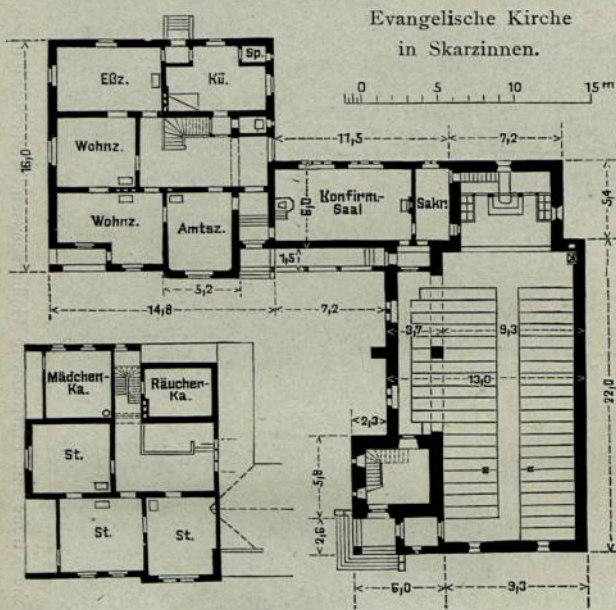 Evangelische Kirche
in Skarzinnen.
0 5 10 15 m
Eßz.
Kü.
Sp.
16,0
11,5
7,2
Wohnz.
Konfirm.-
Saal
6,0
Sakr.
5,4
Wohnz.
Amtsz.
1,5
5,2
14,8
7,2
3,7
9,3
13,0
22,0
Mädchen-
Ka.
Räucher-
Ka.
2,3
St.
5,8
St.
St.
2,6
6,0
9,3